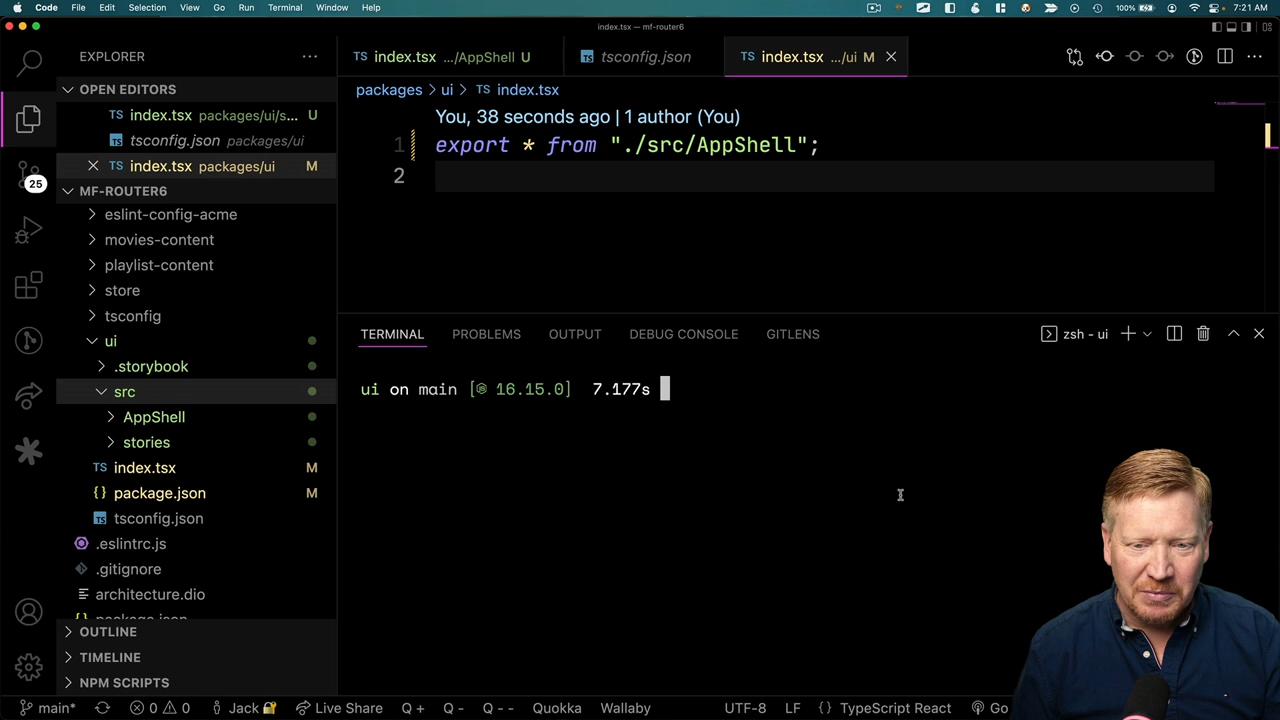 Code File Edit Selection View Go Run Terminal Window Help 100% 7:21 AM
index.tsx — mf-router6
EXPLORER
OPEN EDITORS
TS index.tsx packages/ui/s... U
tsconfig.json packages/ui
TS index.tsx packages/ui M
MF-ROUTER6
eslint-config-acme
movies-content
playlist-content
store
tsconfig
ui
.storybook
src
AppShell
stories
TS index.tsx M
{} package.json M
TS tsconfig.json
.eslintrc.js
.gitignore
architecture.dio
package.json
OUTLINE
TIMELINE
NPM SCRIPTS
25
TS index.tsx .../AppShell U
TS tsconfig.json
TS index.tsx .../ui M
packages > ui > TS index.tsx
You, 38 seconds ago | 1 author (You)
1 export * from "./src/AppShell";
2
TERMINAL PROBLEMS OUTPUT DEBUG CONSOLE GITLENS
zsh - ui
ui on main [16.15.0] 7.177s
main* 0 0 Jack Live Share Q + Q - Q - - Quokka Wallaby UTF-8 LF {} TypeScript React Go